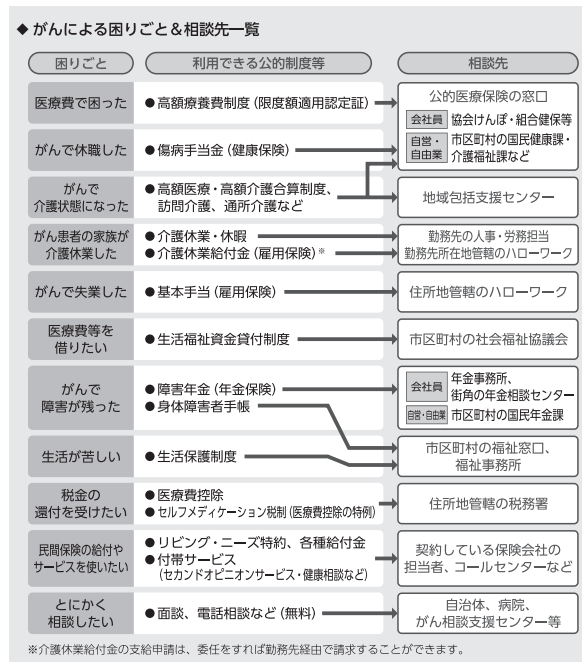 ◆ がんによる困りごと&相談先一覧
困りごと
利用できる公的制度等
相談先
医療費で困った
●高額療養費制度(限度額適用認定証)
公的医療保険の窓口
会社員 協会けんぽ・組合健保等
自営・
自由業
市区町村の国民健康課・
介護福祉課など
がんで休職した
●傷病手当金(健康保険)
がんで
介護状態になった
●高額医療・高額介護合算制度、
訪問介護、通所介護など
地域包括支援センター
がん患者の家族が
介護休業した
●介護休業・休暇
●介護休業給付金(雇用保険)※
勤務先の人事・労務担当
勤務先所在地管轄のハローワーク
がんで失業した
●基本手当(雇用保険)
住所地管轄のハローワーク
医療費等を
借りたい
●生活福祉資金貸付制度
市区町村の社会福祉協議会
がんで
障害が残った
●障害年金(年金保険)
●身体障害者手帳
会社員
年金事務所、
街角の年金相談センター
自営・自由業 市区町村の国民年金課
生活が苦しい
●生活保護制度
市区町村の福祉窓口、
福祉事務所
税金の
還付を受けたい
●医療費控除
●セルフメディケーション税制(医療費控除の特例)
住所地管轄の税務署
民間保険の給付や
サービスを使いたい
●リビング・ニーズ特約、各種給付金
●付帯サービス
(セカンドオピニオンサービス・健康相談など)
契約している保険会社の
担当者、コールセンターなど
とにかく
相談したい
●面談、電話相談など(無料)
自治体、病院、
がん相談支援センター等
※介護休業給付金の支給申請は、委任をすれば勤務先経由で請求することができます。